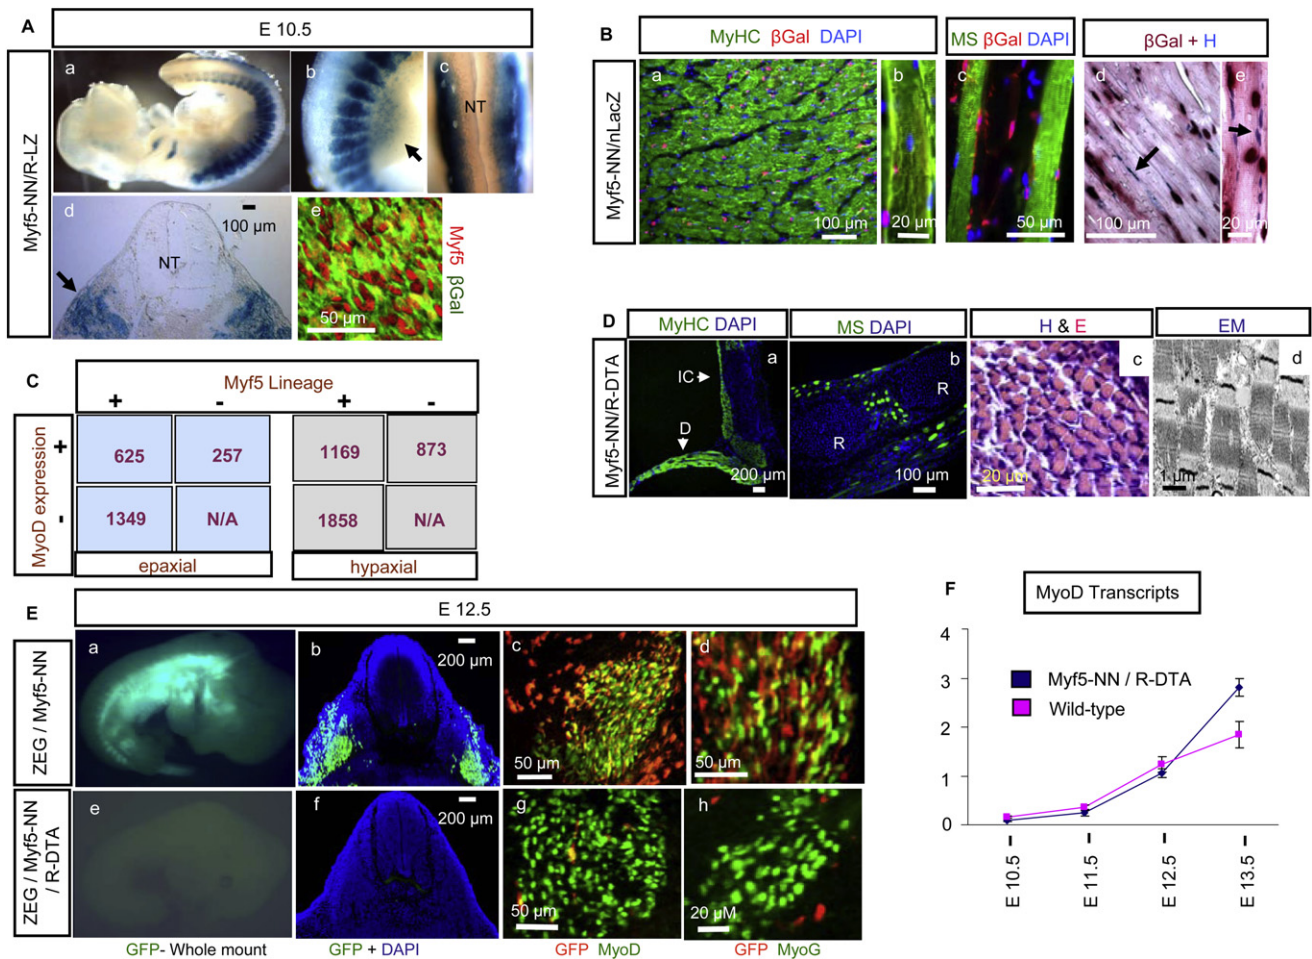 A
E 10.5
Myf5-NN/R-LZ
a
b
c
NT
d
100 µm
NT
e
50 µm
Myf5
βGal
B
MyHC βGal DAPI
MS βGal DAPI
βGal + H
Myf5-NN/nLacZ
a
100 µm
b
20 µm
c
50 µm
d
100 µm
e
20 µm
C
Myf5 Lineage
+ - + -
MyoD expression
+
-
625 257 1169 873
1349 N/A 1858 N/A
epaxial
hypaxial
D
MyHC DAPI
MS DAPI
H & E
EM
Myf5-NN/R-DTA
a
IC
D
200 µm
b
R
R
100 µm
c
20 µm
d
1 µm
E
E 12.5
ZEG / Myf5-NN
a
b
200 µm
c
50 µm
d
50 µm
ZEG / Myf5-NN
/ R-DTA
e
f
200 µm
g
50 µm
h
20 µM
GFP- Whole mount
GFP + DAPI
GFP MyoD
GFP MyoG
F
MyoD Transcripts
4
3
2
1
0
Myf5-NN / R-DTA
Wild-type
E 10.5
E 11.5
E 12.5
E 13.5